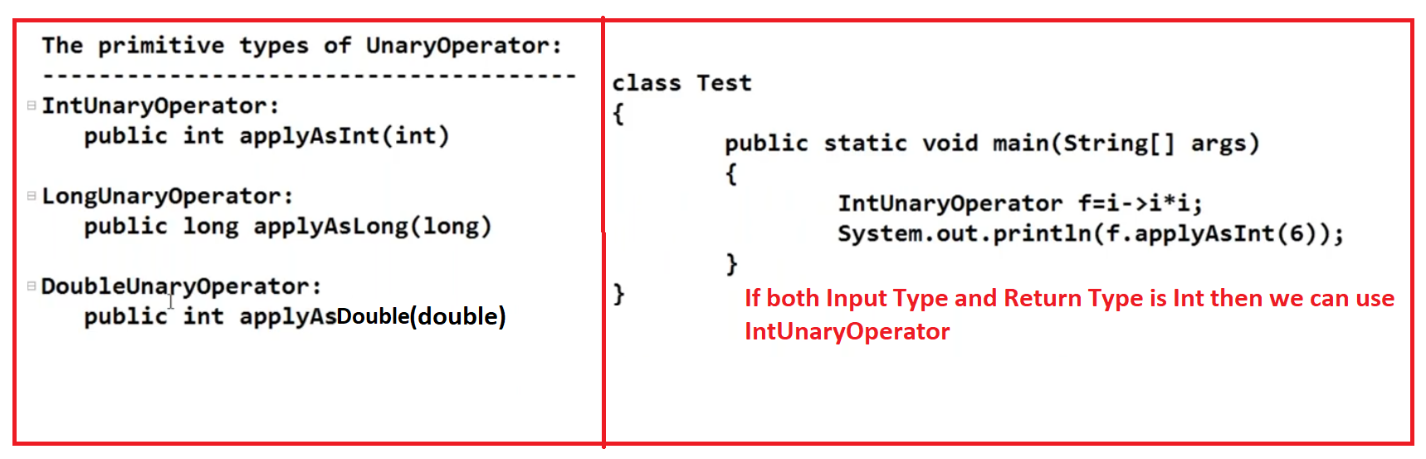 The primitive types of UnaryOperator:
--------------------------------------
IntUnaryOperator:
public int applyAsInt(int)
LongUnaryOperator:
public long applyAsLong(long)
DoubleUnaryOperator:
public int applyAsDouble(double)
class Test
{
public static void main(String[] args)
{
IntUnaryOperator f=i->i*i;
System.out.println(f.applyAsInt(6));
}
}
If both Input Type and Return Type is Int then we can use
IntUnaryOperator